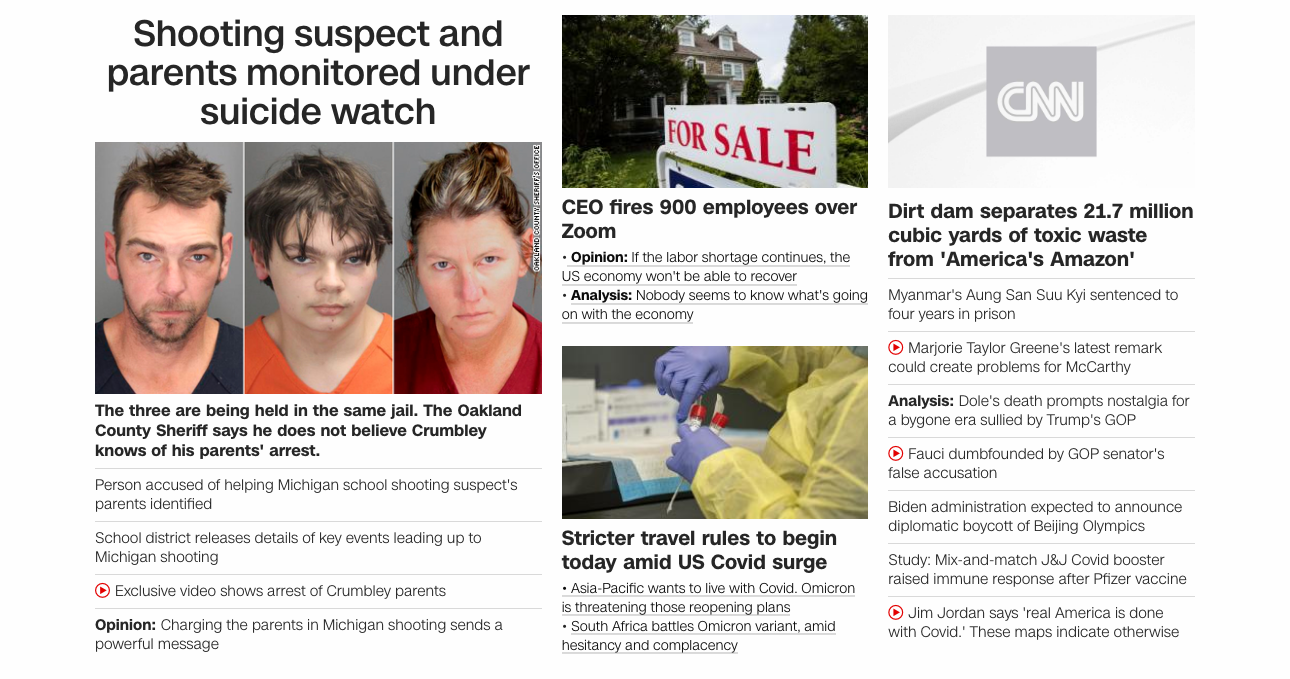 Shooting suspect and
parents monitored under
suicide watch
OAKLAND COUNTY SHERIFF'S OFFICE
The three are being held in the same jail. The Oakland
County Sheriff says he does not believe Crumbley
knows of his parents' arrest.
Person accused of helping Michigan school shooting suspect's
parents identified
School district releases details of key events leading up to
Michigan shooting
Exclusive video shows arrest of Crumbley parents
Opinion: Charging the parents in Michigan shooting sends a
powerful message
FOR SALE
CEO fires 900 employees over
Zoom
• Opinion: If the labor shortage continues, the
US economy won't be able to recover
• Analysis: Nobody seems to know what's going
on with the economy
Stricter travel rules to begin
today amid US Covid surge
• Asia-Pacific wants to live with Covid. Omicron
is threatening those reopening plans
• South Africa battles Omicron variant, amid
hesitancy and complacency
CNN
Dirt dam separates 21.7 million
cubic yards of toxic waste
from 'America's Amazon'
Myanmar's Aung San Suu Kyi sentenced to
four years in prison
Marjorie Taylor Greene's latest remark
could create problems for McCarthy
Analysis: Dole's death prompts nostalgia for
a bygone era sullied by Trump's GOP
Fauci dumbfounded by GOP senator's
false accusation
Biden administration expected to announce
diplomatic boycott of Beijing Olympics
Study: Mix-and-match J&J Covid booster
raised immune response after Pfizer vaccine
Jim Jordan says 'real America is done
with Covid.' These maps indicate otherwise